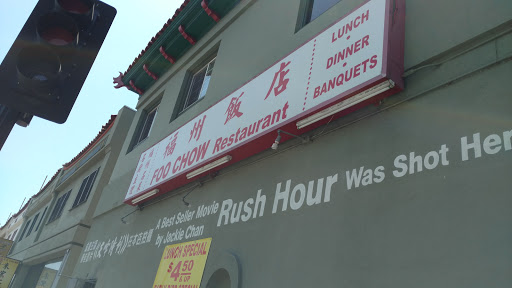 福州飯店
FOO CHOW Restaurant
LUNCH
DINNER
BANQUETS
A Best Seller Movie
by Jackie Chan
Rush Hour Was Shot Her
LUNCH SPECIAL
$4.50
& UP